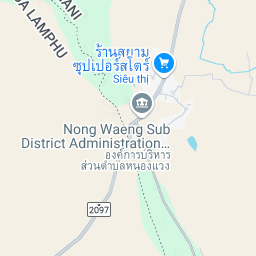 ANI
A LAMPHU
ร้านสยาม
ซุปเปอร์สโตร์
Siêu thị
Nong Waeng Sub
District Administration...
องค์การบริหาร
ส่วนตำบลหนองแวง
2097